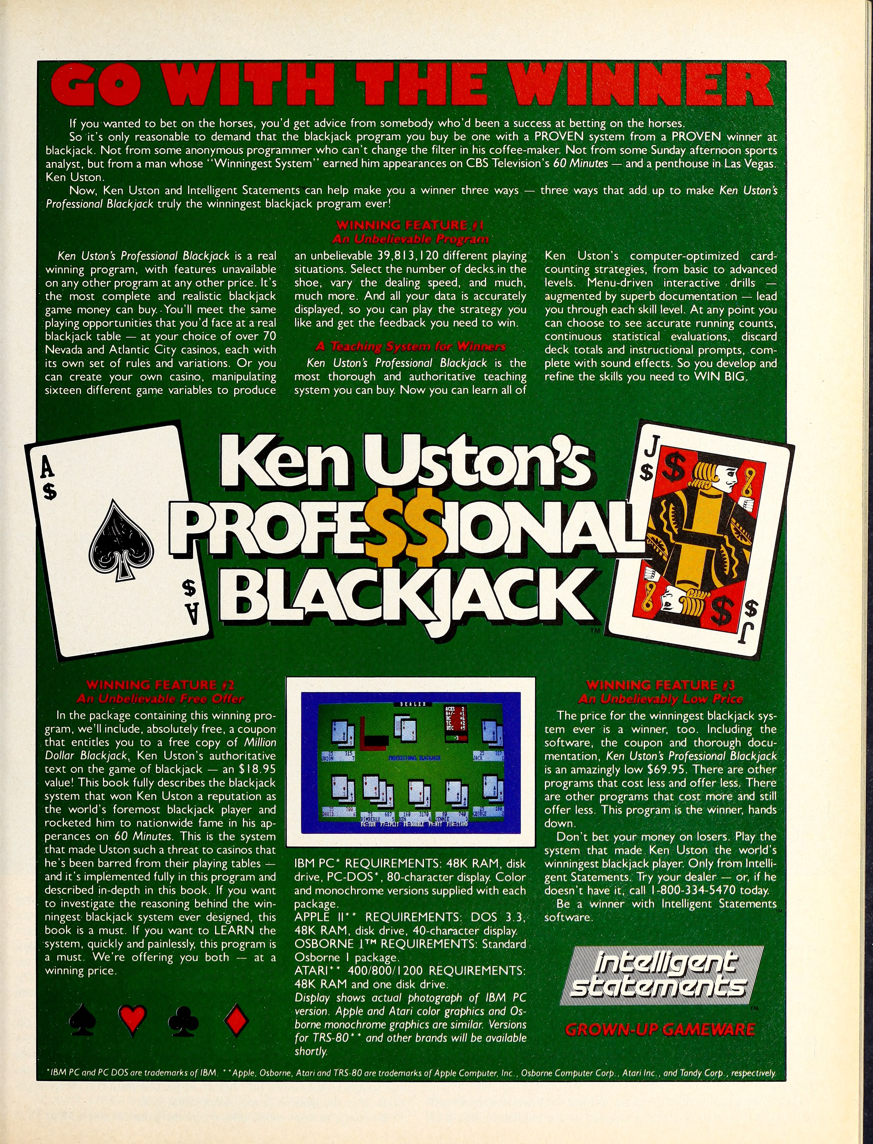 GO WITH THE WINNER
If you wanted to bet on the horses, you'd get advice from somebody who'd been a success at betting on the horses.
So it's only reasonable to demand that the blackjack program you buy be one with a PROVEN system from a PROVEN winner at
blackjack. Not from some anonymous programmer who can't change the filter in his coffee-maker. Not from some Sunday afternoon sports
analyst, but from a man whose "Winningest System" earned him appearances on CBS Television's 60 Minutes — and a penthouse in Las Vegas.
Ken Uston.
Now, Ken Uston and Intelligent Statements can help make you a winner three ways — three ways that add up to make Ken Uston's
Professional Blackjack truly the winningest blackjack program ever!
WINNING FEATURE #1
An Unbelievable Program
Ken Uston's Professional Blackjack is a real
winning program, with features unavailable
on any other program at any other price. It's
the most complete and realistic blackjack
game money can buy. You'll meet the same
playing opportunities that you'd face at a real
blackjack table — at your choice of over 70
Nevada and Atlantic City casinos, each with
its own set of rules and variations. Or you
can create your own casino, manipulating
sixteen different game variables to produce
an unbelievable 39,813,120 different playing
situations. Select the number of decks in the
shoe, vary the dealing speed, and much,
much more. And all your data is accurately
displayed, so you can play the strategy you
like and get the feedback you need to win.
A Teaching System for Winners
Ken Uston's Professional Blackjack is the
most thorough and authoritative teaching
system you can buy. Now you can learn all of
Ken Uston's computer-optimized card-
counting strategies, from basic to advanced
levels. Menu-driven interactive drills —
augmented by superb documentation — lead
you through each skill level. At any point you
can choose to see accurate running counts,
continuous statistical evaluations, discard
deck totals and instructional prompts, com-
plete with sound effects. So you develop and
refine the skills you need to WIN BIG.
A
$
$
A
Ken Uston's
PROFE$$IONAL
BLACKJACK
TM
J
$
$
$
$
J
WINNING FEATURE #2
An Unbelievable Free Offer
In the package containing this winning pro-
gram, we'll include, absolutely free, a coupon
that entitles you to a free copy of Million
Dollar Blackjack, Ken Uston's authoritative
text on the game of blackjack — an $18.95
value! This book fully describes the blackjack
system that won Ken Uston a reputation as
the world's foremost blackjack player and
rocketed him to nationwide fame in his ap-
perances on 60 Minutes. This is the system
that made Uston such a threat to casinos that
he's been barred from their playing tables —
and it's implemented fully in this program and
described in-depth in this book. If you want
to investigate the reasoning behind the win-
ningest blackjack system ever designed, this
book is a must. If you want to LEARN the
system, quickly and painlessly, this program is
a must. We're offering you both — at a
winning price.
DEALER
PROFESSIONAL BLACKJACK
IBM PC* REQUIREMENTS: 48K RAM, disk
drive, PC-DOS*, 80-character display. Color
and monochrome versions supplied with each
package.
APPLE II** REQUIREMENTS: DOS 3.3,
48K RAM, disk drive, 40-character display.
OSBORNE I™ REQUIREMENTS: Standard
Osborne I package.
ATARI** 400/800/1200 REQUIREMENTS:
48K RAM and one disk drive.
Display shows actual photograph of IBM PC
version. Apple and Atari color graphics and Os-
borne monochrome graphics are similar. Versions
for TRS-80** and other brands will be available
shortly.
WINNING FEATURE #3
An Unbelievably Low Price
The price for the winningest blackjack sys-
tem ever is a winner, too. Including the
software, the coupon and thorough docu-
mentation, Ken Uston's Professional Blackjack
is an amazingly low $69.95. There are other
programs that cost less and offer less. There
are other programs that cost more and still
offer less. This program is the winner, hands
down.
Don't bet your money on losers. Play the
system that made Ken Uston the world's
winningest blackjack player. Only from Intelli-
gent Statements. Try your dealer — or, if he
doesn't have it, call 1-800-334-5470 today.
Be a winner with Intelligent Statements
software.
intelligent
statements
TM
GROWN-UP GAMEWARE
*IBM PC and PC DOS are trademarks of IBM. **Apple, Osborne, Atari and TRS-80 are trademarks of Apple Computer, Inc., Osborne Computer Corp., Atari Inc., and Tandy Corp., respectively.